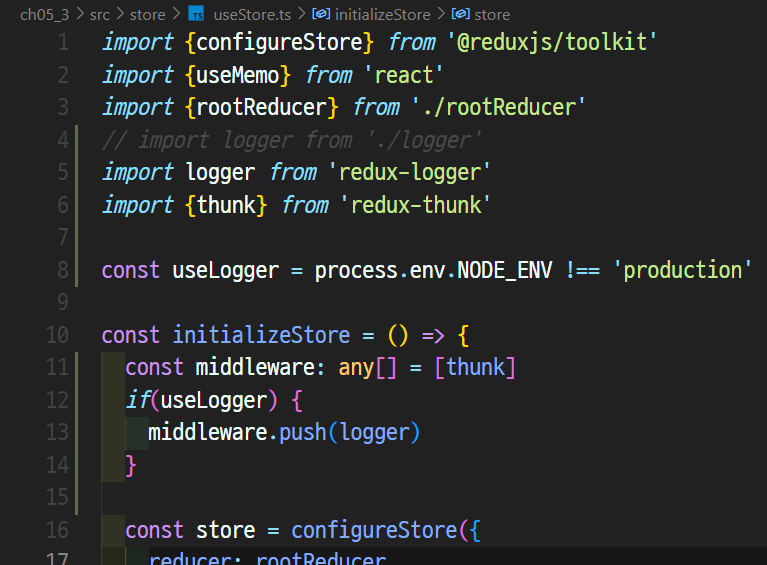 ch05_3 > src > store > TS useStore.ts > initializeStore > store
1 import {configureStore} from '@reduxjs/toolkit'
2 import {useMemo} from 'react'
3 import {rootReducer} from './rootReducer'
4 // import logger from './logger'
5 import logger from 'redux-logger'
6 import {thunk} from 'redux-thunk'
7
8 const useLogger = process.env.NODE_ENV !== 'production'
9
10 const initializeStore = () => {
11 const middleware: any[] = [thunk]
12 if(useLogger) {
13 middleware.push(logger)
14 }
15
16 const store = configureStore({
17 reducer: rootReducer